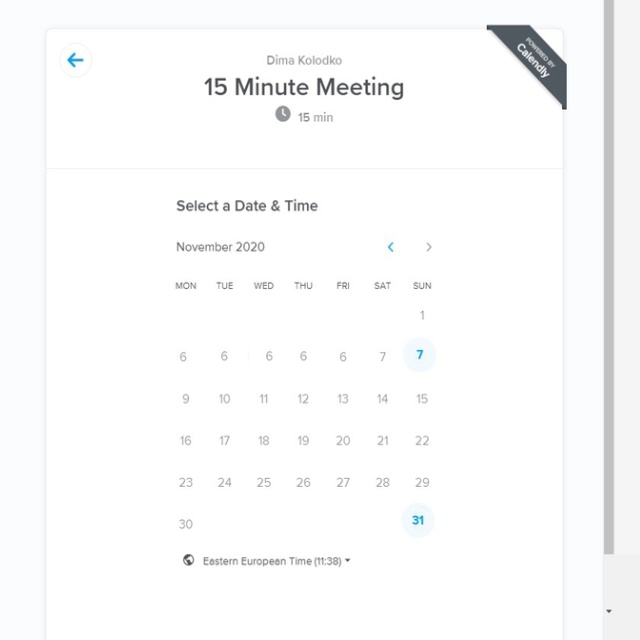 POWERED BY
Calendly
Dima Kolodko
15 Minute Meeting
15 min
Select a Date & Time
November 2020
MON TUE WED THU FRI SAT SUN
1
6 6 6 6 6 7 7
9 10 11 12 13 14 15
16 17 18 19 20 21 22
23 24 25 26 27 28 29
30 31
Eastern European Time (11:38)